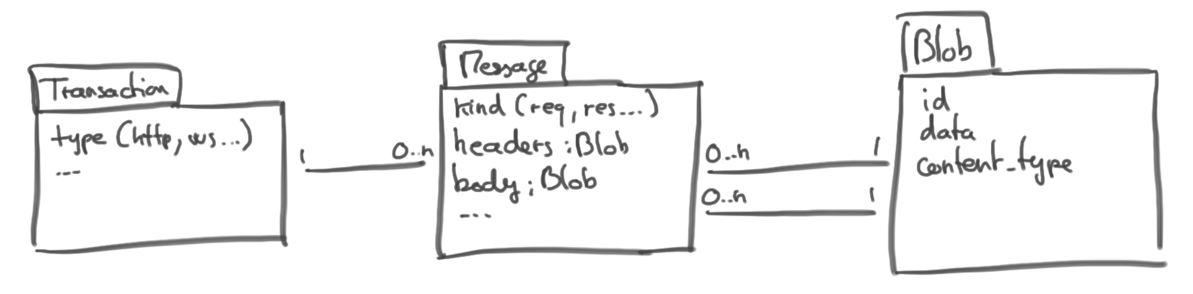 Transaction
type (http, ws...)
---
1
0..n
Message
kind (req, res...)
headers : Blob
body : Blob
---
0..n
1
0..n
1
Blob
id
data
content_type